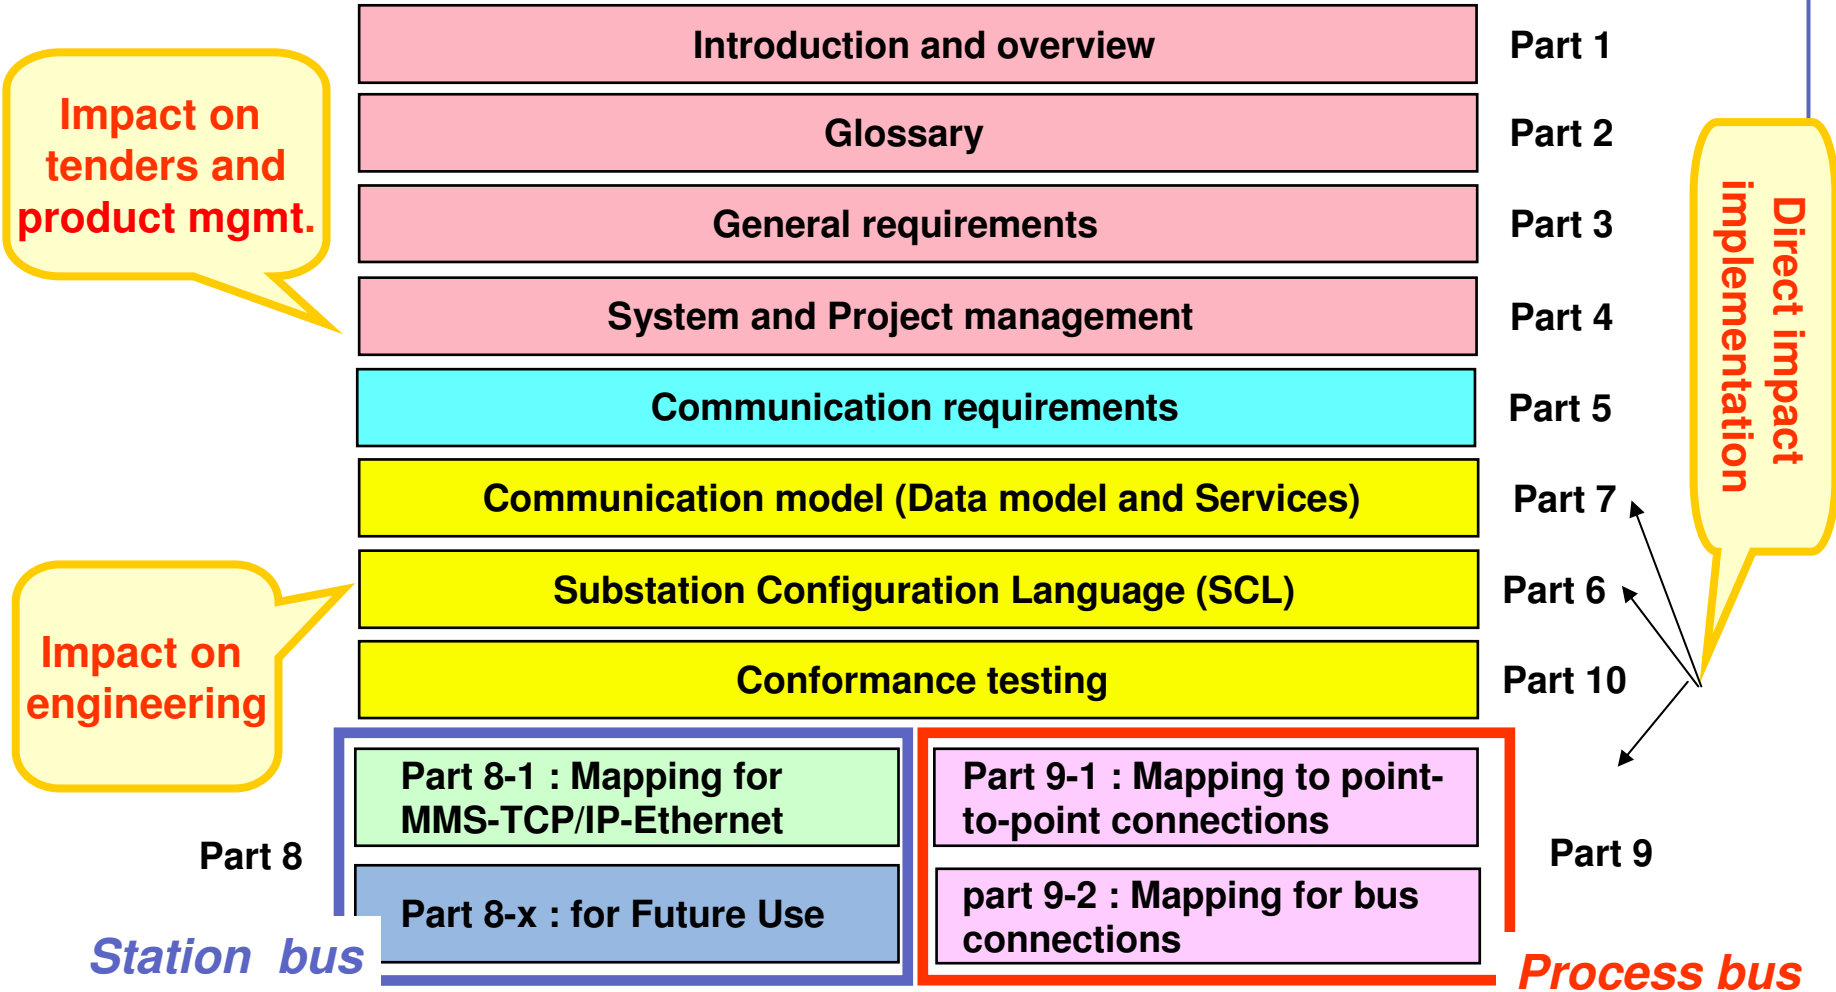 Introduction and overview
Part 1
Impact on
tenders and
product mgmt.
Glossary
Part 2
General requirements
Part 3
Direct impact
implementation
System and Project management
Part 4
Communication requirements
Part 5
Communication model (Data model and Services)
Part 7
Substation Configuration Language (SCL)
Part 6
Impact on
engineering
Conformance testing
Part 10
Part 8-1 : Mapping for
MMS-TCP/IP-Ethernet
Part 9-1 : Mapping to point-
to-point connections
Part 8
Part 9
Part 8-x : for Future Use
part 9-2 : Mapping for bus
connections
Station bus
Process bus